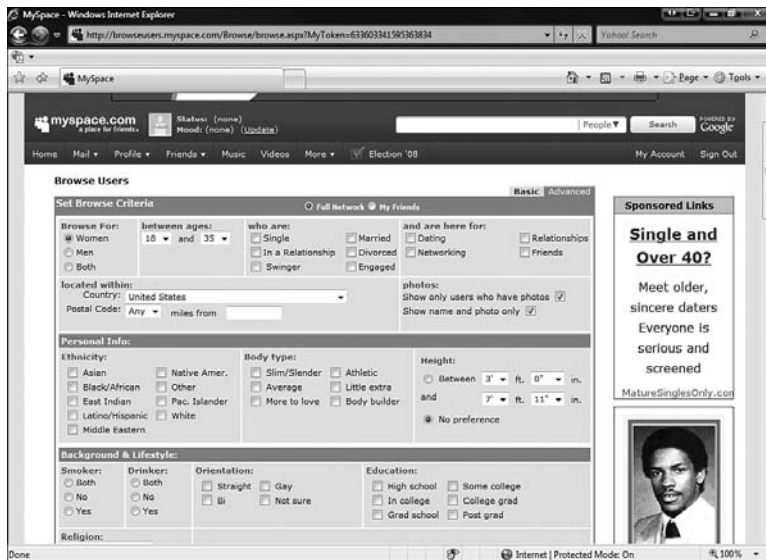 MySpace - Windows Internet Explorer
http://browseusers.myspace.com/Browse/browse.aspx?MyToken=633603341595363834
Yahoo! Search
MySpace
Page Tools
myspace.com
a place for friends
Status: (none)
Mood: (none) (Update)
People Search
POWERED BY Google
Home Mail Profile Friends Music Videos More Election '08 My Account Sign Out
Browse Users
Basic Advanced
Set Browse Criteria Full Network My Friends
Browse For: between ages: who are: and are here for:
Women 18 and 35 Single Married Dating Relationships
Men In a Relationship Divorced Networking Friends
Both Swinger Engaged
located within: photos:
Country: United States Show only users who have photos
Postal Code: Any miles from Show name and photo only
Personal Info:
Ethnicity: Body type: Height:
Asian Native Amer. Slim/Slender Athletic Between 3' ft. 0" in.
Black/African Other Average Little extra and 7' ft. 11" in.
East Indian Pac. Islander More to love Body builder No preference
Latino/Hispanic White
Middle Eastern
Background & Lifestyle:
Smoker: Drinker: Orientation: Education:
Both Both Straight Gay High school Some college
No No Bi Not sure In college College grad
Yes Yes Grad school Post grad
Religion:
Sponsored Links
Single and
Over 40?
Meet older,
sincere daters
Everyone is
serious and
screened
MatureSinglesOnly.com
Done Internet | Protected Mode: On 100%